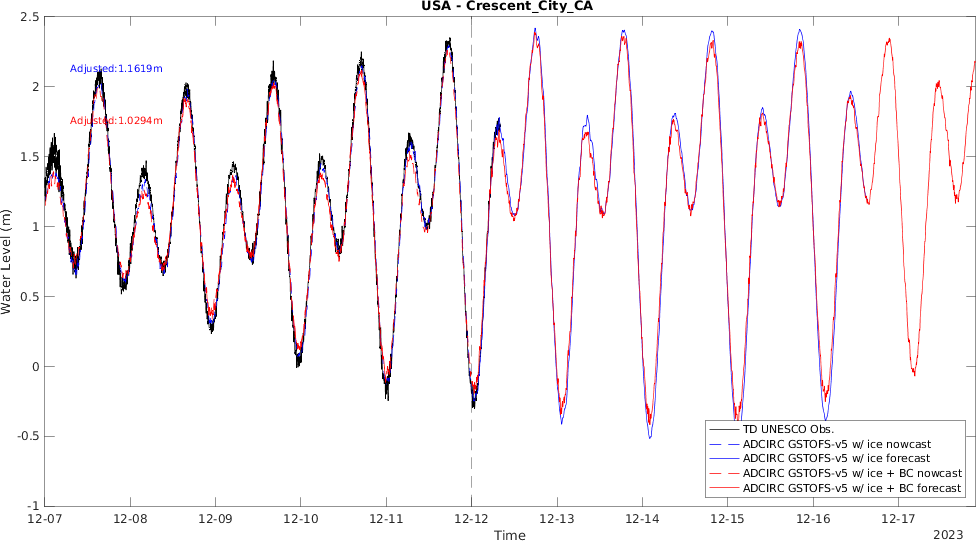 USA - Crescent_City_CA
2.5
2
1.5
1
0.5
0
-0.5
-1
Water Level (m)
Adjusted:1.1619m
Adjusted:1.0294m
TD UNESCO Obs.
ADCIRC GSTOFS-v5 w/ ice nowcast
ADCIRC GSTOFS-v5 w/ ice forecast
ADCIRC GSTOFS-v5 w/ ice + BC nowcast
ADCIRC GSTOFS-v5 w/ ice + BC forecast
12-07 12-08 12-09 12-10 12-11 12-12 12-13 12-14 12-15 12-16 12-17
Time
2023